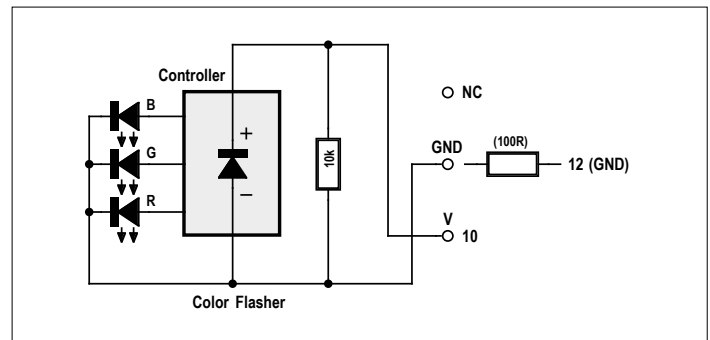 Controller
B
G
R
+
−
10k
NC
GND
(100R)
12 (GND)
V
10
Color Flasher